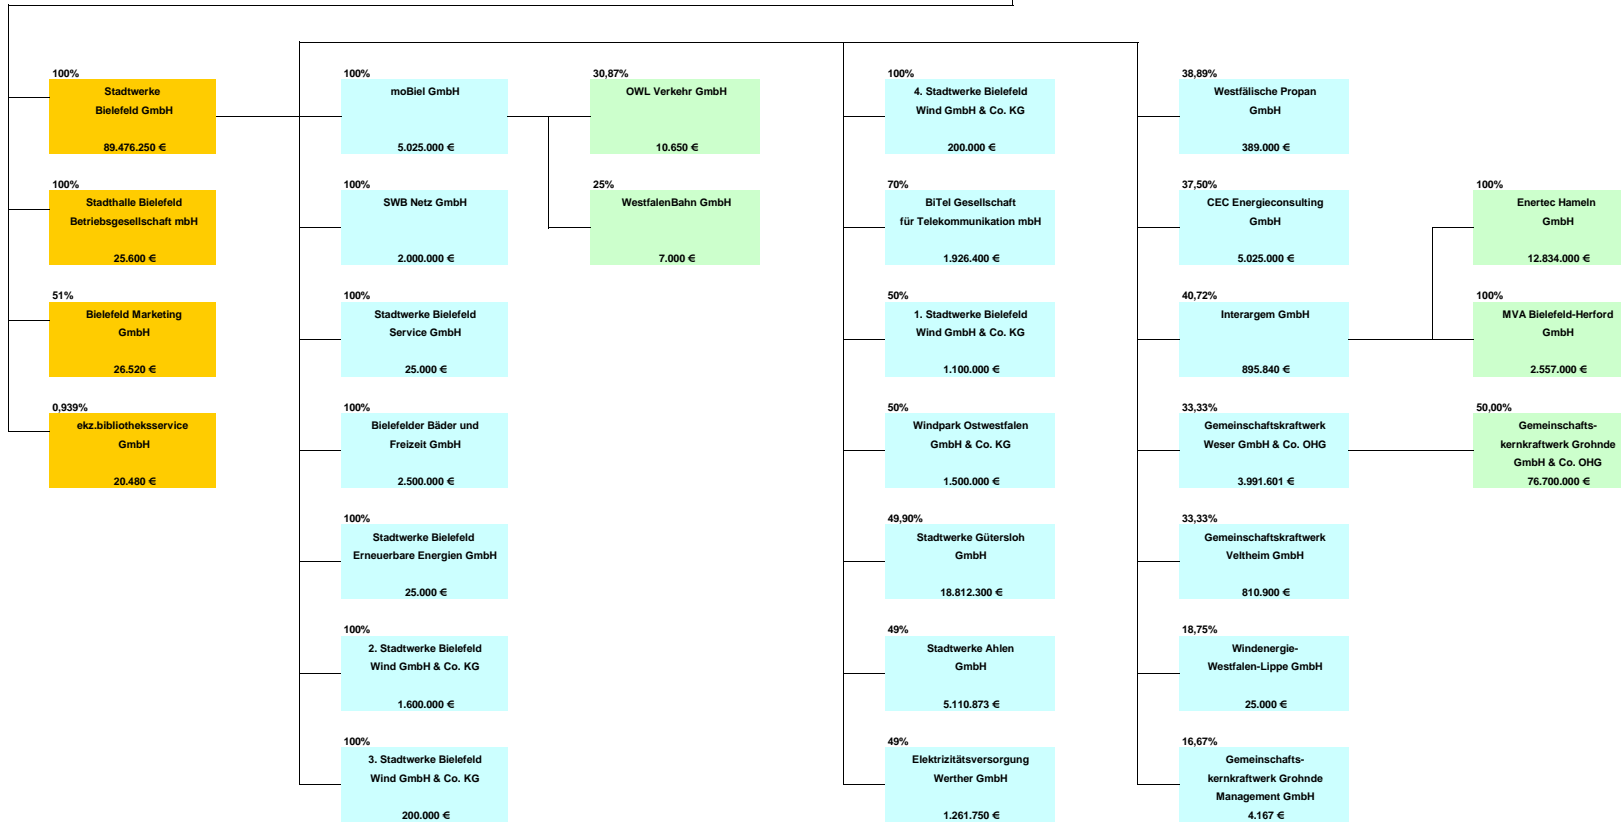 100%
Stadtwerke
Bielefeld GmbH
89.476.250 €
100%
Stadthalle Bielefeld
Betriebsgesellschaft mbH
25.600 €
51%
Bielefeld Marketing
GmbH
26.520 €
0,939%
ekz.bibliotheksservice
GmbH
20.480 €
100%
moBiel GmbH
5.025.000 €
100%
SWB Netz GmbH
2.000.000 €
100%
Stadtwerke Bielefeld
Service GmbH
25.000 €
100%
Bielefelder Bäder und
Freizeit GmbH
2.500.000 €
100%
Stadtwerke Bielefeld
Erneuerbare Energien GmbH
25.000 €
100%
2. Stadtwerke Bielefeld
Wind GmbH & Co. KG
1.600.000 €
100%
3. Stadtwerke Bielefeld
Wind GmbH & Co. KG
200.000 €
30,87%
OWL Verkehr GmbH
10.650 €
25%
WestfalenBahn GmbH
7.000 €
100%
4. Stadtwerke Bielefeld
Wind GmbH & Co. KG
200.000 €
70%
BiTel Gesellschaft
für Telekommunikation mbH
1.926.400 €
50%
1. Stadtwerke Bielefeld
Wind GmbH & Co. KG
1.100.000 €
50%
Windpark Ostwestfalen
GmbH & Co. KG
1.500.000 €
49,90%
Stadtwerke Gütersloh
GmbH
18.812.300 €
49%
Stadtwerke Ahlen
GmbH
5.110.873 €
49%
Elektrizitätsversorgung
Werther GmbH
1.261.750 €
38,89%
Westfälische Propan
GmbH
389.000 €
37,50%
CEC Energieconsulting
GmbH
5.025.000 €
40,72%
Interargem GmbH
895.840 €
33,33%
Gemeinschaftskraftwerk
Weser GmbH & Co. OHG
3.991.601 €
33,33%
Gemeinschaftskraftwerk
Veltheim GmbH
810.900 €
18,75%
Windenergie-
Westfalen-Lippe GmbH
25.000 €
16,67%
Gemeinschafts-
kernkraftwerk Grohnde
Management GmbH
4.167 €
100%
Enertec Hameln
GmbH
12.834.000 €
100%
MVA Bielefeld-Herford
GmbH
2.557.000 €
50,00%
Gemeinschafts-
kernkraftwerk Grohnde
GmbH & Co. OHG
76.700.000 €